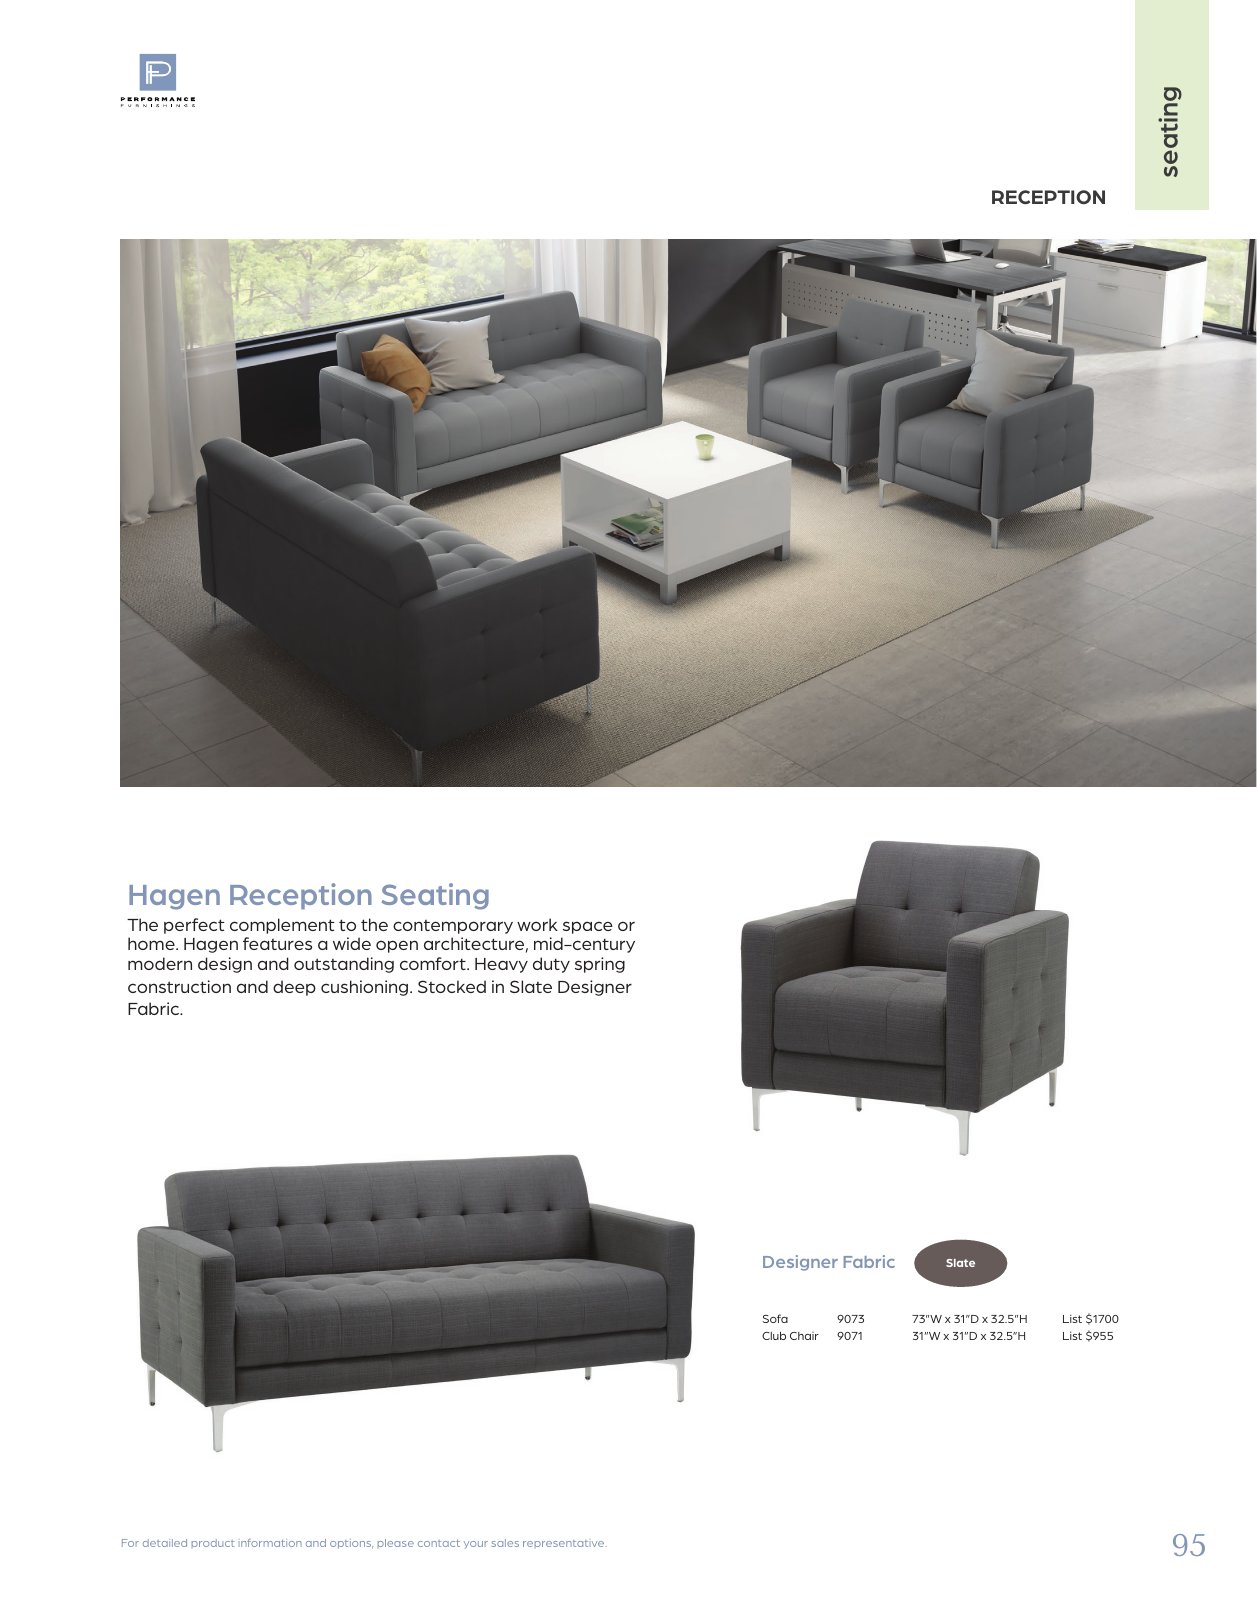 PERFORMANCE
FURNISHINGS
seating
RECEPTION
Hagen Reception Seating
The perfect complement to the contemporary work space or
home. Hagen features a wide open architecture, mid-century
modern design and outstanding comfort. Heavy duty spring
construction and deep cushioning. Stocked in Slate Designer
Fabric.
Designer Fabric Slate
Sofa 9073 73"W x 31"D x 32.5"H List $1700
Club Chair 9071 31"W x 31"D x 32.5"H List $955
For detailed product information and options, please contact your sales representative.
95